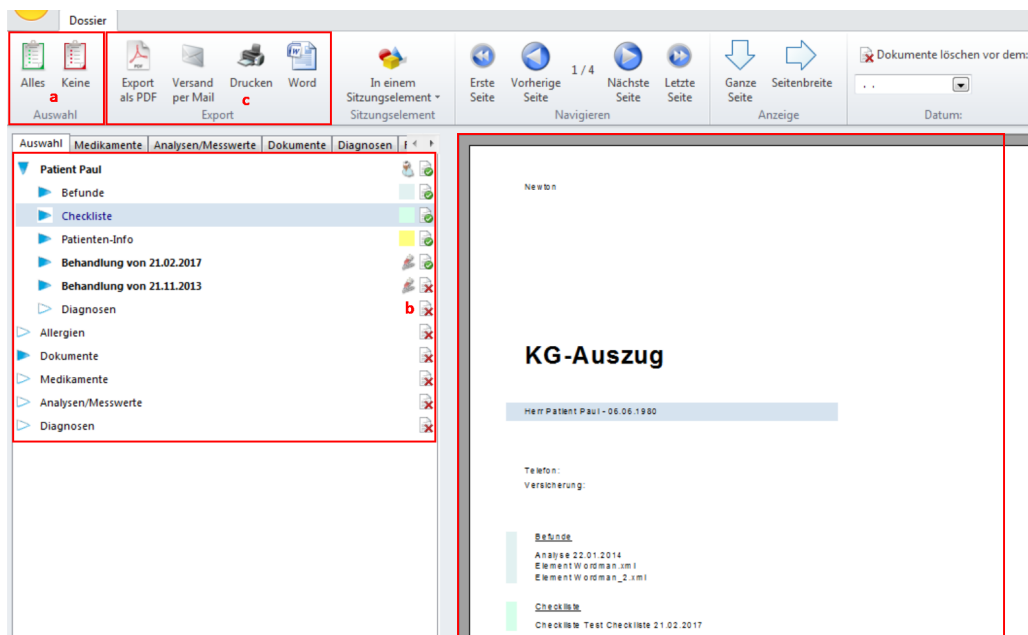 Dossier
Alles Keine
a
Auswahl
Export als PDF
Versand per Mail
Drucken
Word
c
Export
In einem Sitzungselement
Sitzungselement
Erste Seite
Vorherige Seite
1 / 4
Nächste Seite
Letzte Seite
Navigieren
Ganze Seite
Seitenbreite
Anzeige
Dokumente löschen vor dem:
. .
Datum:
Auswahl Medikamente Analysen/Messwerte Dokumente Diagnosen
Patient Paul
Befunde
Checkliste
Patienten-Info
Behandlung von 21.02.2017
Behandlung von 21.11.2013
Diagnosen b
Allergien
Dokumente
Medikamente
Analysen/Messwerte
Diagnosen
Newton
KG-Auszug
Herr Patient Paul - 06.06.1980
Telefon:
Versicherung:
Befunde
Analyse 22.01.2014
Element Wordman.xml
Element Wordman_2.xml
Checkliste
Checkliste Test Checkliste 21.02.2017